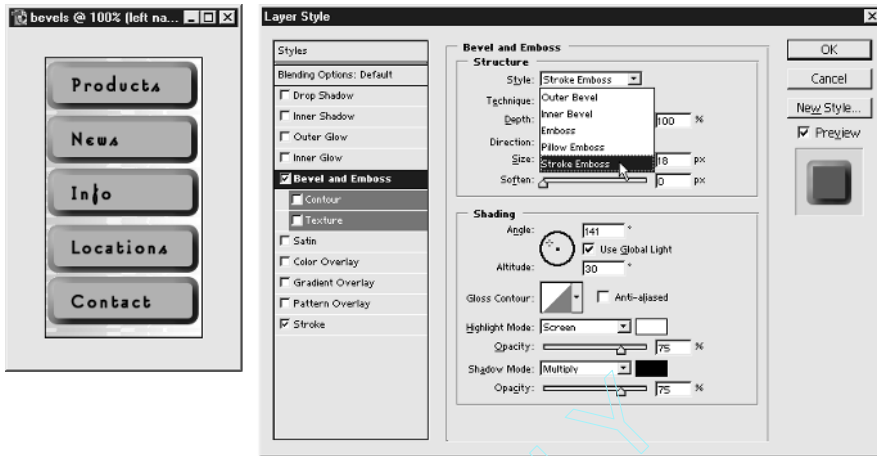 bevels @ 100% (left na...
Products
News
Info
Locations
Contact
Layer Style
Styles
Blending Options: Default
Drop Shadow
Inner Shadow
Outer Glow
Inner Glow
Bevel and Emboss
Contour
Texture
Satin
Color Overlay
Gradient Overlay
Pattern Overlay
Stroke
Bevel and Emboss
Structure
Style: Stroke Emboss
Outer Bevel
Inner Bevel
Emboss
Pillow Emboss
Stroke Emboss
Technique:
Depth: 100 %
Direction:
Size: 18 px
Soften: 0 px
Shading
Angle: 141 °
Use Global Light
Altitude: 30 °
Gloss Contour: Anti-aliased
Highlight Mode: Screen
Opacity: 75 %
Shadow Mode: Multiply
Opacity: 75 %
OK
Cancel
New Style...
Preview
Y